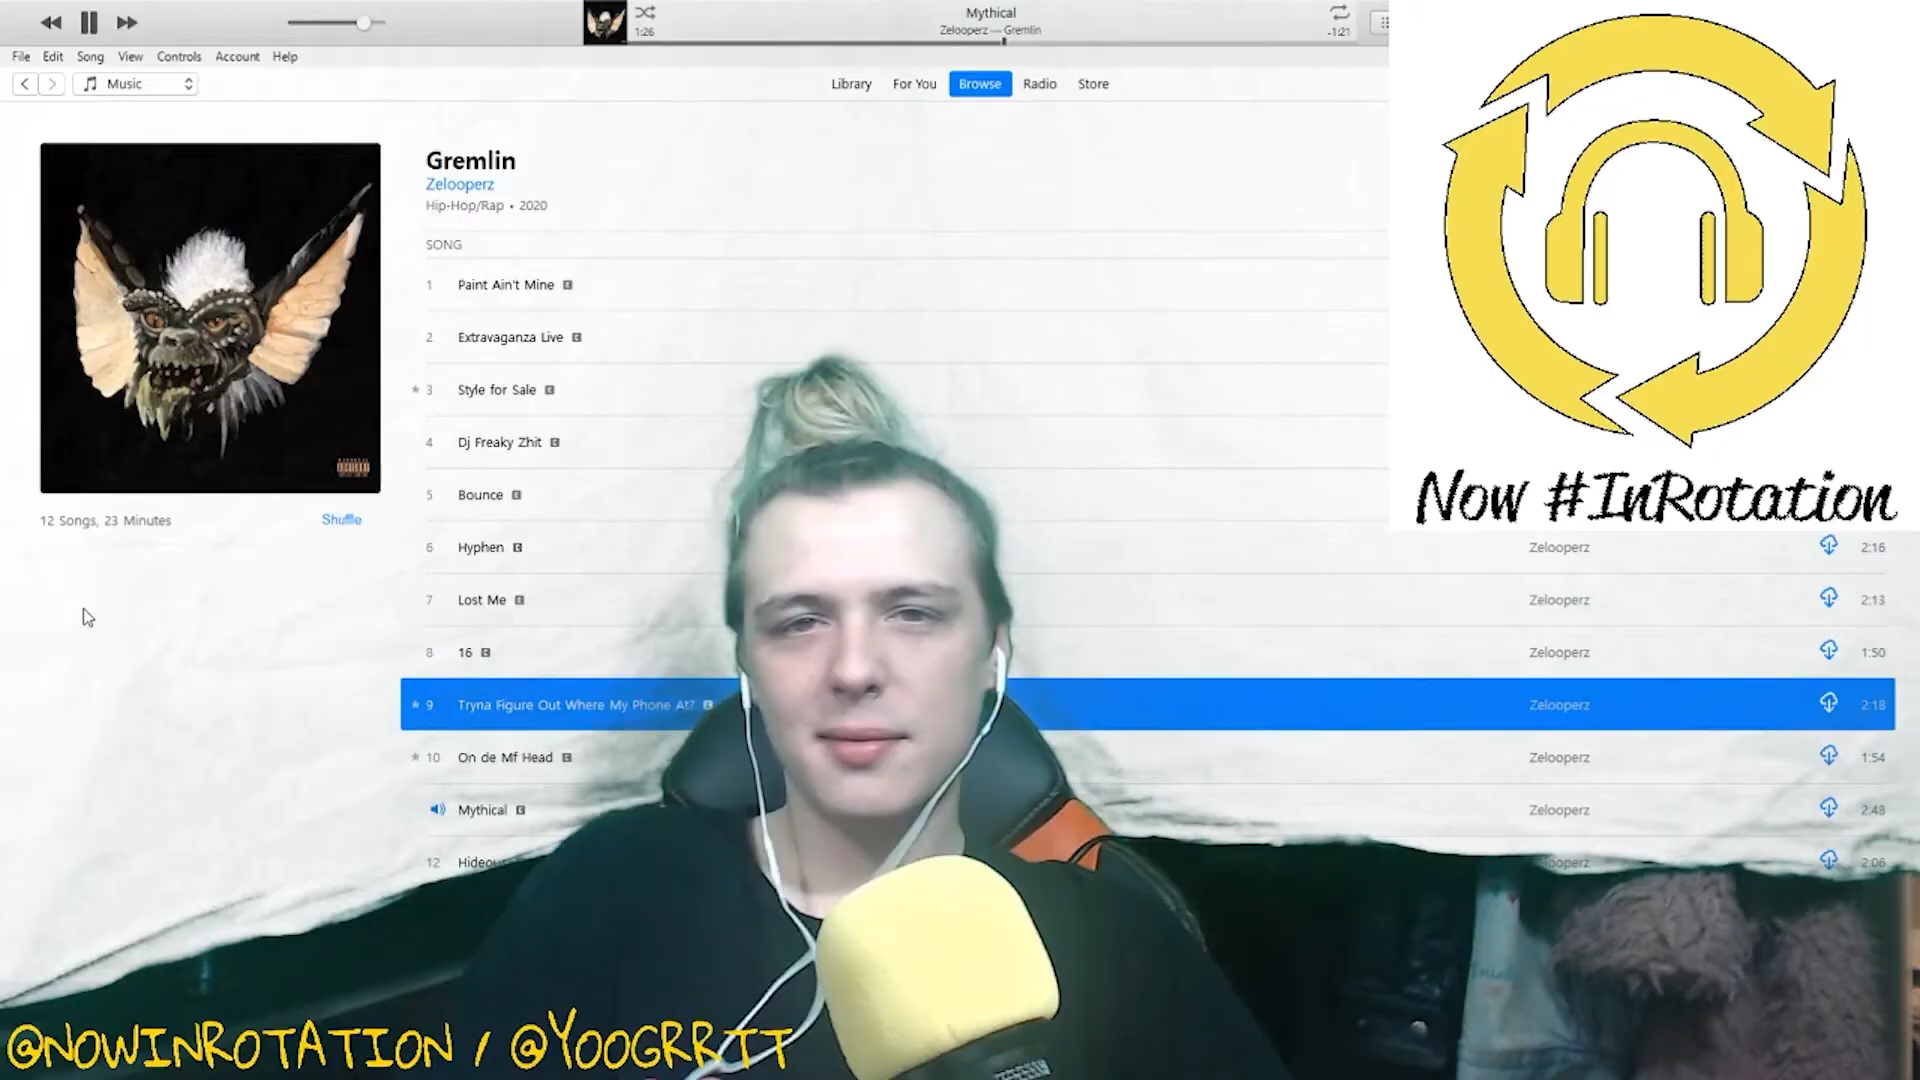 Mythical
1:26
Zelooperz — Gremlin
-1:21
File Edit Song View Controls Account Help
Music
Library For You Browse Radio Store
Gremlin
Zelooperz
Hip-Hop/Rap • 2020
SONG
1 Paint Ain't Mine E
2 Extravaganza Live E
★ 3 Style for Sale E
4 Dj Freaky Zhit E
5 Bounce E
Now #InRotation
12 Songs, 23 Minutes Shuffle
6 Hyphen E Zelooperz 2:16
7 Lost Me E Zelooperz 2:13
8 16 E Zelooperz 1:50
★ 9 Tryna Figure Out Where My Phone At? E Zelooperz 2:18
★ 10 On de Mf Head E Zelooperz 1:54
Mythical E Zelooperz 2:48
12 2:06
@NOWINROTATION / @YOOGRRTT